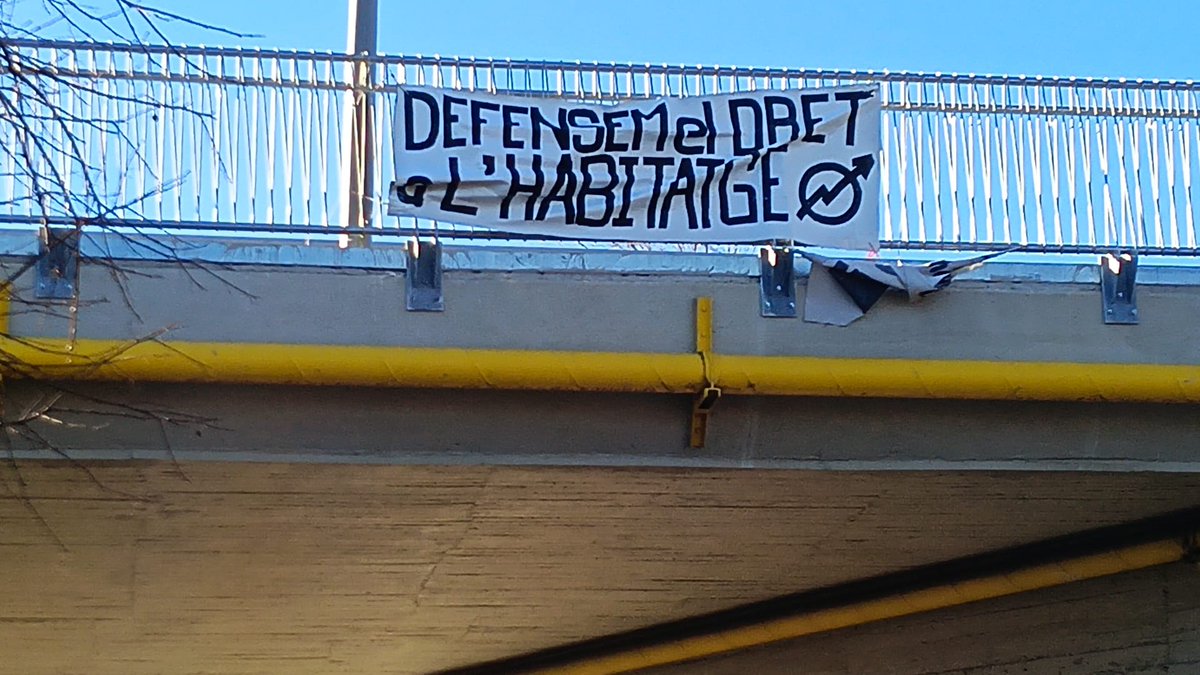 DEFENSEM el DRET
a L'HABITATGE